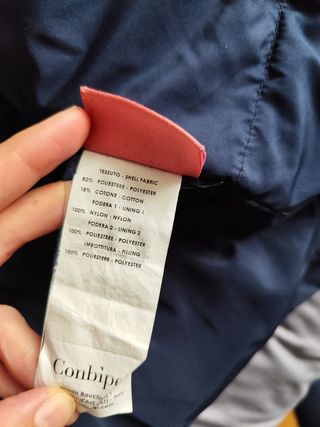 TESSUTO - SHELL FABRIC
82% POLIESTERE - POLYESTER
18% COTONE - COTTON
FODERA 1 - LINING 1
100% NYLON - NYLON
FODERA 2 - LINING 2
100% POLIESTERE - POLYESTER
IMBOTTITURA - FILLING
100% POLIESTERE - POLYESTER
Conbipe